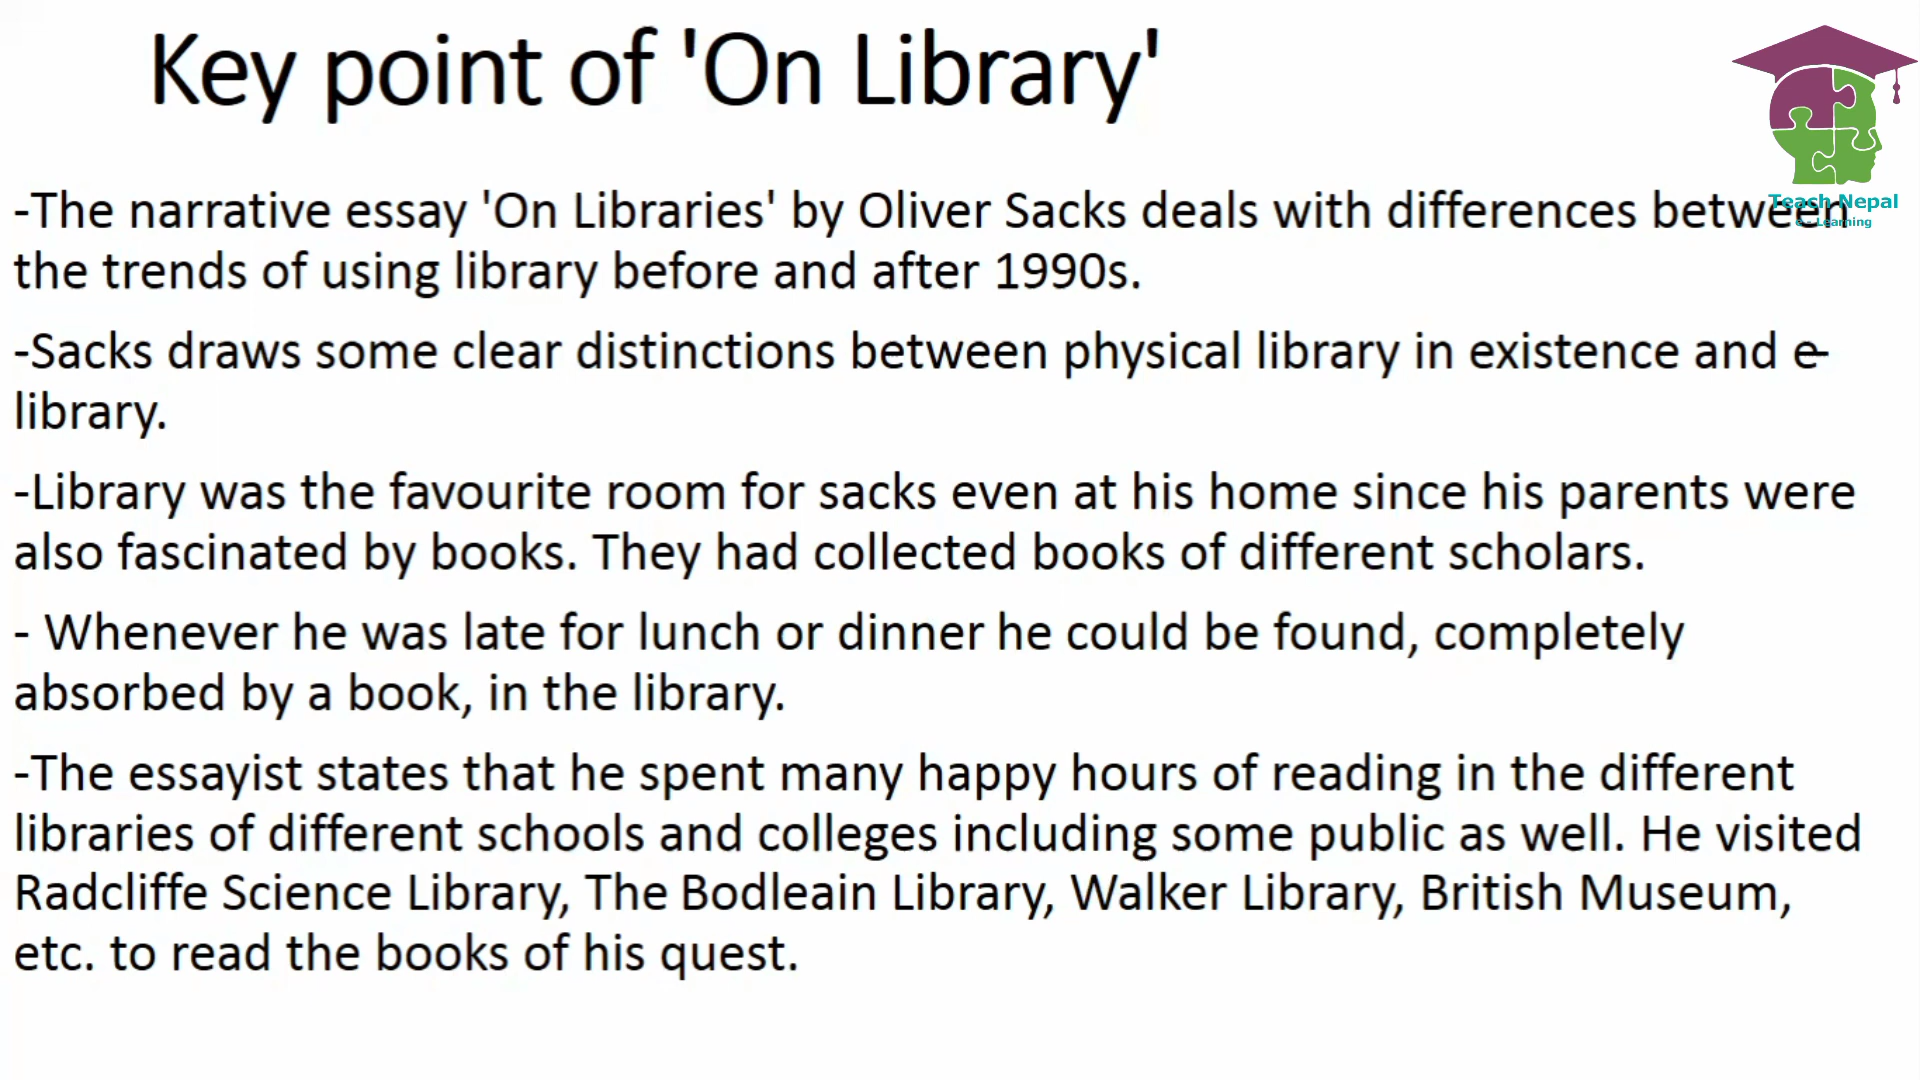 Key point of 'On Library'
-The narrative essay 'On Libraries' by Oliver Sacks deals with differences between
the trends of using library before and after 1990s.
-Sacks draws some clear distinctions between physical library in existence and e-
library.
-Library was the favourite room for sacks even at his home since his parents were
also fascinated by books. They had collected books of different scholars.
- Whenever he was late for lunch or dinner he could be found, completely
absorbed by a book, in the library.
-The essayist states that he spent many happy hours of reading in the different
libraries of different schools and colleges including some public as well. He visited
Radcliffe Science Library, The Bodleain Library, Walker Library, British Museum,
etc. to read the books of his quest.
Teach Nepal
e - Learning